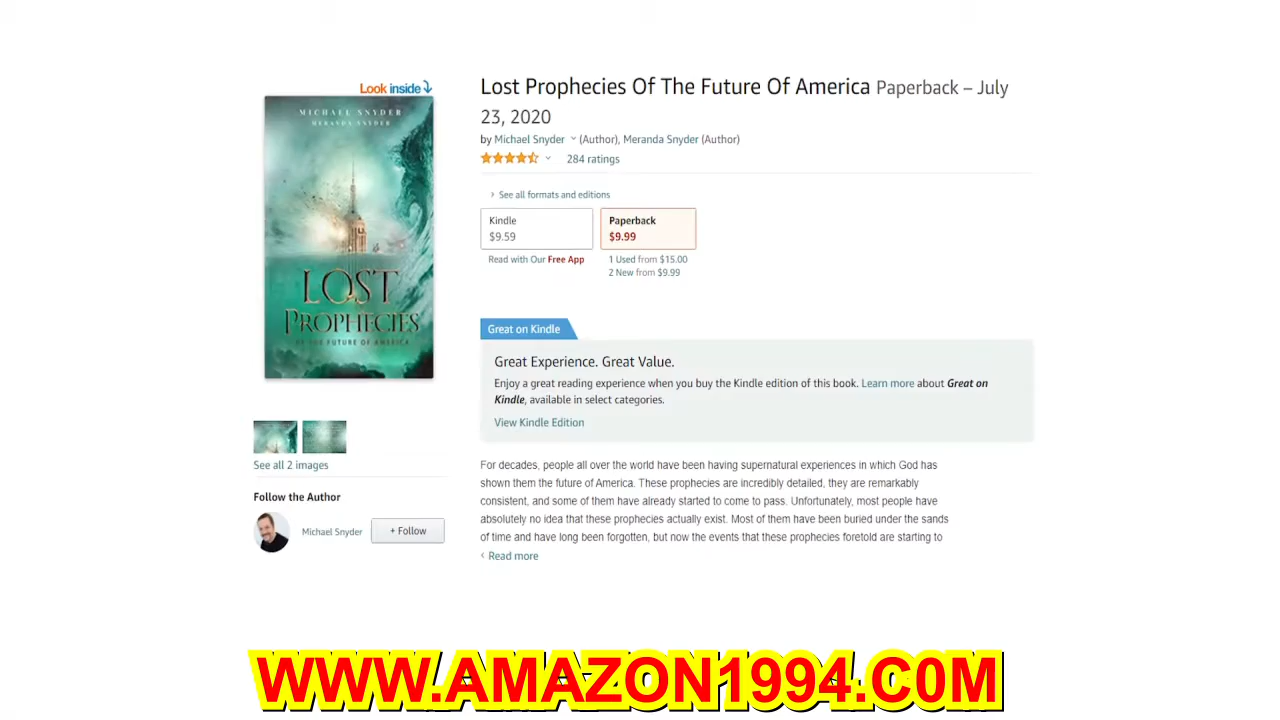 Look inside
MICHAEL SNYDER
MERANDA SNYDER
LOST
PROPHECIES
OF THE FUTURE OF AMERICA
See all 2 images
Follow the Author
Michael Snyder
+ Follow
Lost Prophecies Of The Future Of America Paperback – July
23, 2020
by Michael Snyder (Author), Meranda Snyder (Author)
284 ratings
See all formats and editions
Kindle
$9.59
Read with Our Free App
Paperback
$9.99
1 Used from $15.00
2 New from $9.99
Great on Kindle
Great Experience. Great Value.
Enjoy a great reading experience when you buy the Kindle edition of this book. Learn more about Great on
Kindle, available in select categories.
View Kindle Edition
For decades, people all over the world have been having supernatural experiences in which God has
shown them the future of America. These prophecies are incredibly detailed, they are remarkably
consistent, and some of them have already started to come to pass. Unfortunately, most people have
absolutely no idea that these prophecies actually exist. Most of them have been buried under the sands
of time and have long been forgotten, but now the events that these prophecies foretold are starting to
Read more
WWW.AMAZON1994.C0M